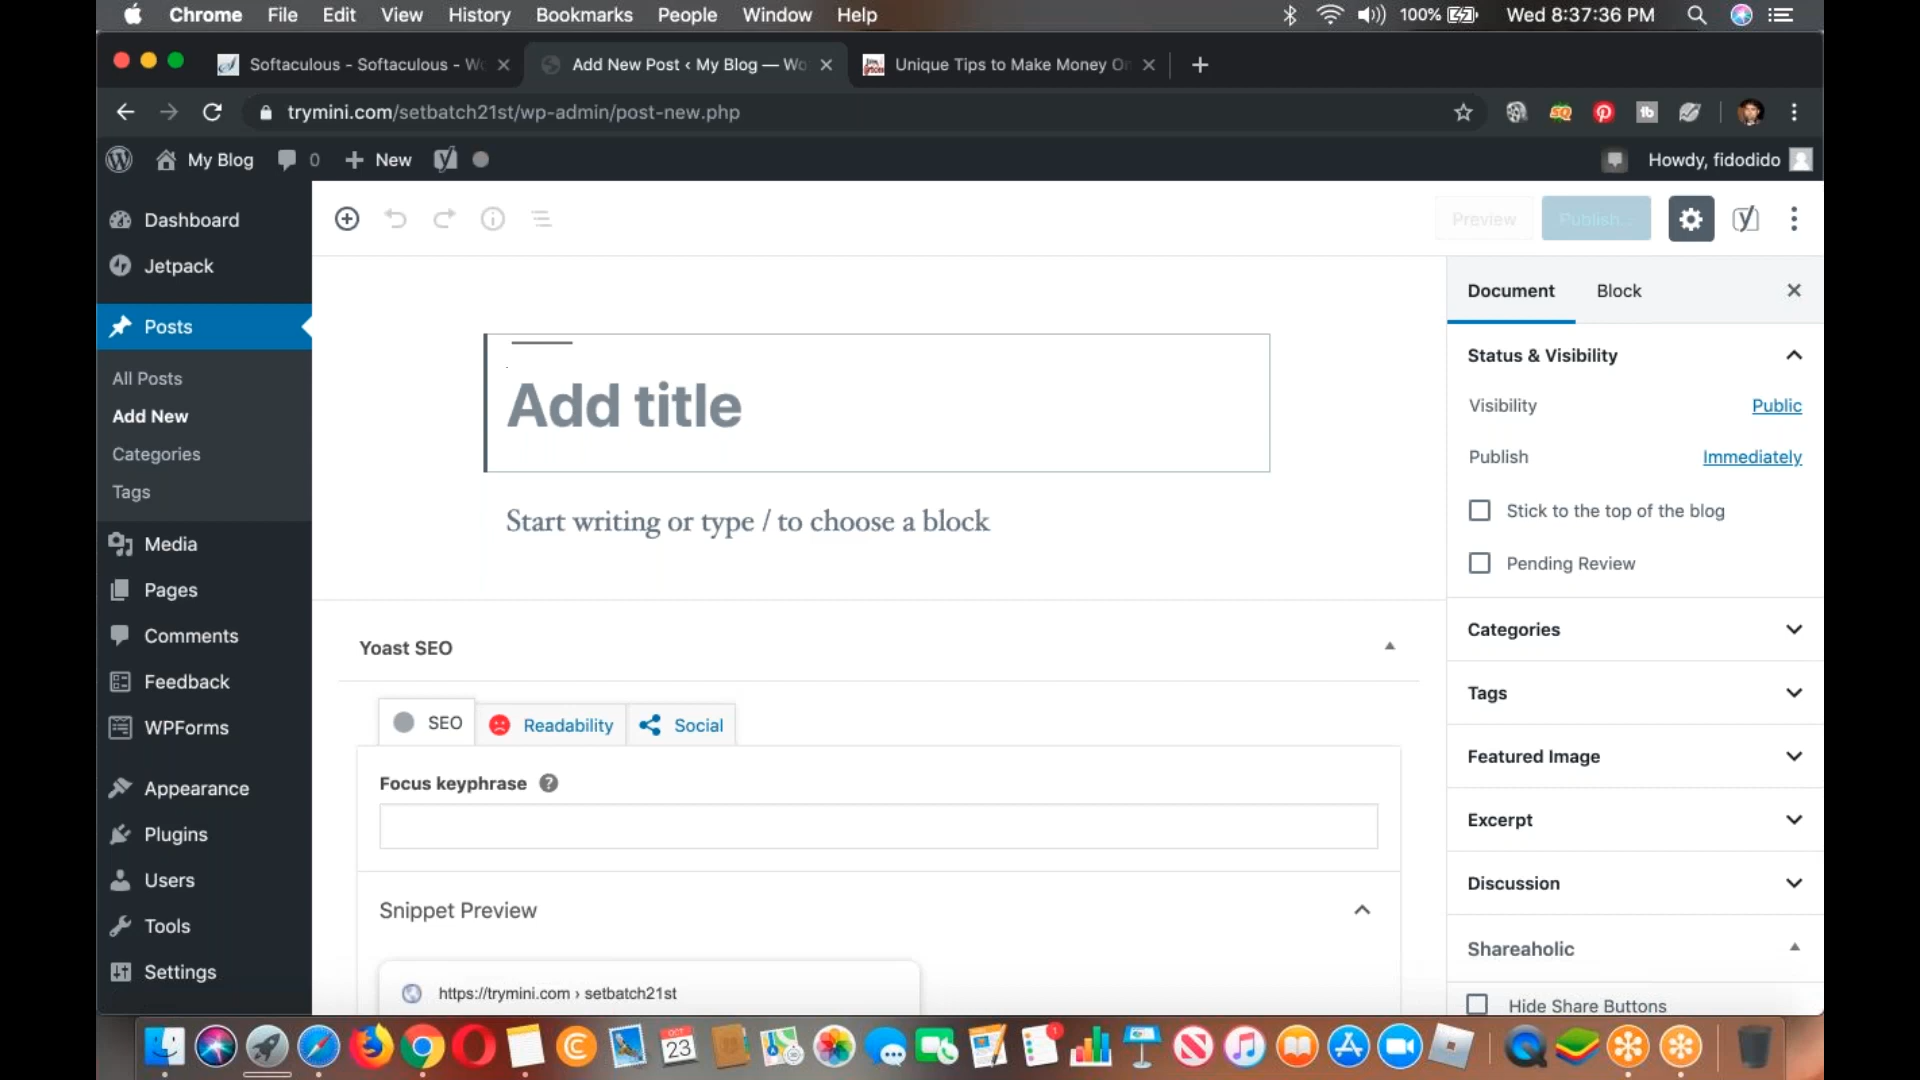 Chrome File Edit View History Bookmarks People Window Help 100% Wed 8:37:36 PM
Softaculous - Softaculous - Wo Add New Post ‹ My Blog — Wo Unique Tips to Make Money On
trymini.com/setbatch21st/wp-admin/post-new.php
My Blog 0 New Howdy, fidodido
Dashboard
Jetpack
Posts
All Posts
Add New
Categories
Tags
Media
Pages
Comments
Feedback
WPForms
Appearance
Plugins
Users
Tools
Settings
Preview Publish...
Add title
Start writing or type / to choose a block
Yoast SEO
SEO Readability Social
Focus keyphrase ?
Snippet Preview
https://trymini.com › setbatch21st
Document Block
Status & Visibility
Visibility Public
Publish Immediately
Stick to the top of the blog
Pending Review
Categories
Tags
Featured Image
Excerpt
Discussion
Shareaholic
Hide Share Buttons
OCT
23
1